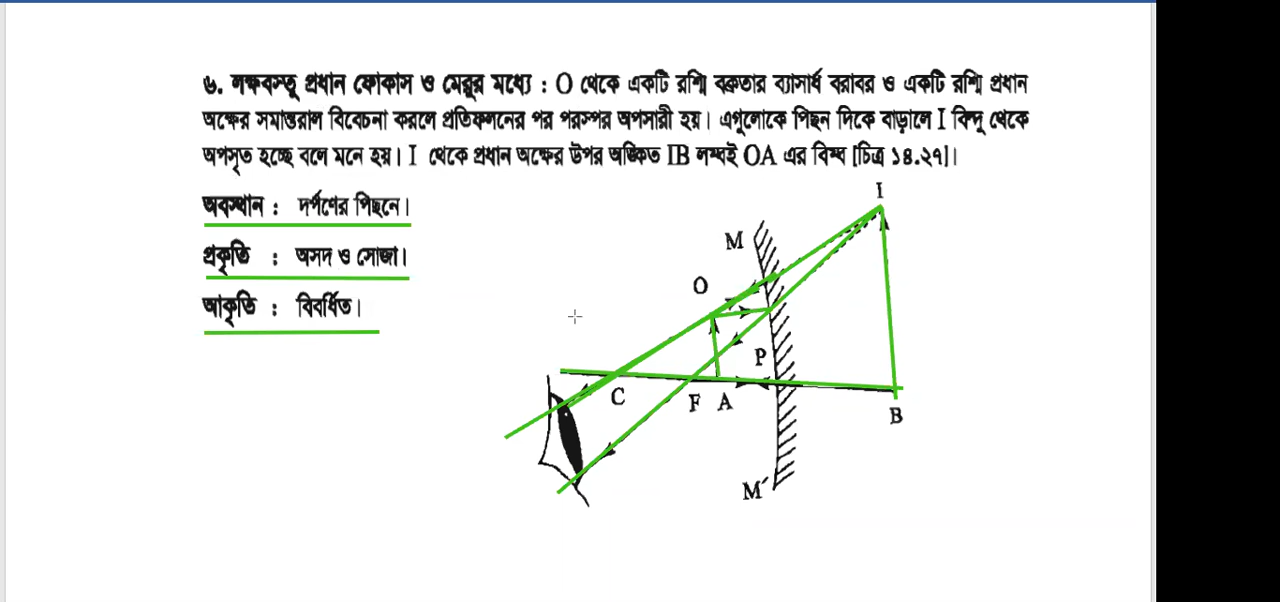 ৬. লক্ষবস্তু প্রধান ফোকাস ও মেরুর মধ্যে : O থেকে একটি রশ্মি বক্রতার ব্যাসার্ধ বরাবর ও একটি রশ্মি প্রধান
অক্ষের সমান্তরাল বিবেচনা করলে প্রতিফলনের পর পরস্পর অপসারী হয়। এগুলোকে পিছন দিকে বাড়ালে I বিন্দু থেকে
অপসৃত হচ্ছে বলে মনে হয়। I থেকে প্রধান অক্ষের উপর অঙ্কিত IB লম্বই OA এর বিম্ব [চিত্র ১৪.২৭]।
অবস্থান : দর্পণের পিছনে।
প্রকৃতি : অসদ ও সোজা।
আকৃতি : বিবর্ধিত।
I
M
O
P
C
F A
B
M´